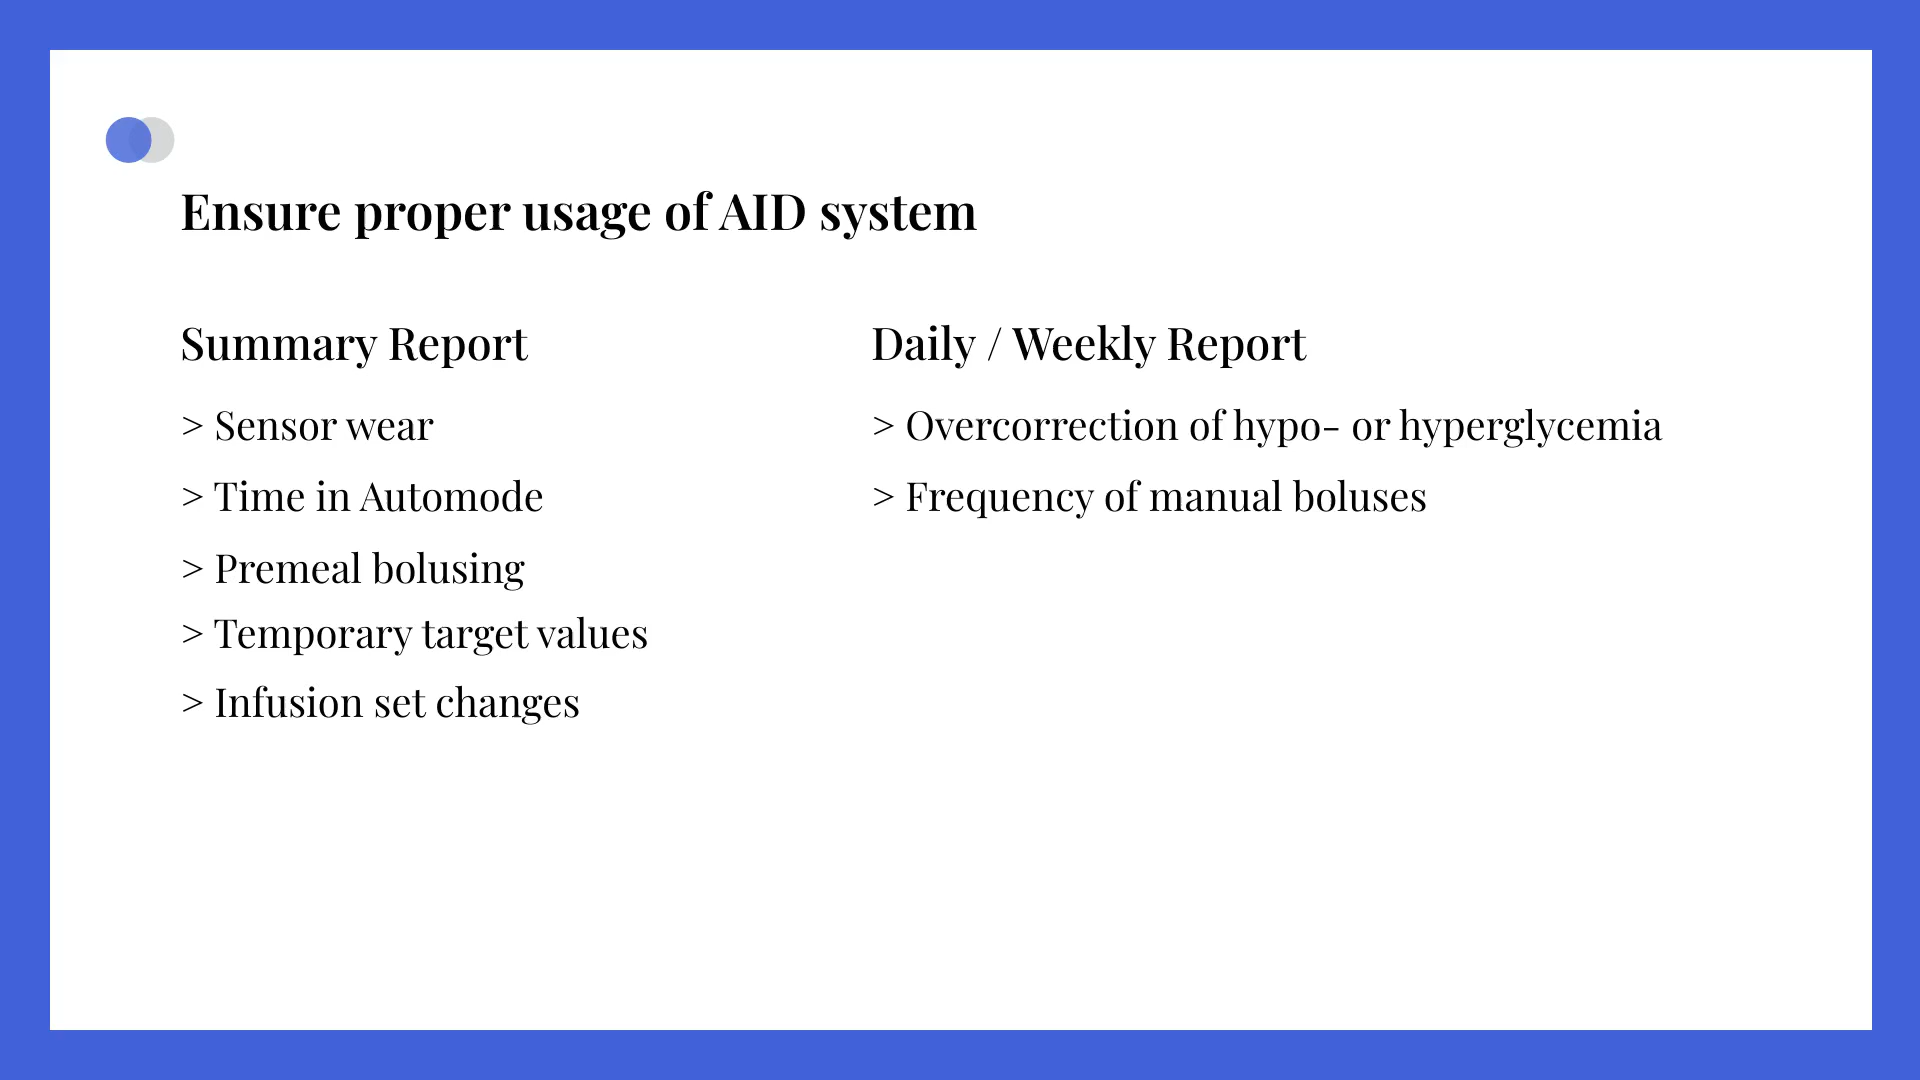 Ensure proper usage of AID system
Summary Report
> Sensor wear
> Time in Automode
> Premeal bolusing
> Temporary target values
> Infusion set changes
Daily / Weekly Report
> Overcorrection of hypo- or hyperglycemia
> Frequency of manual boluses